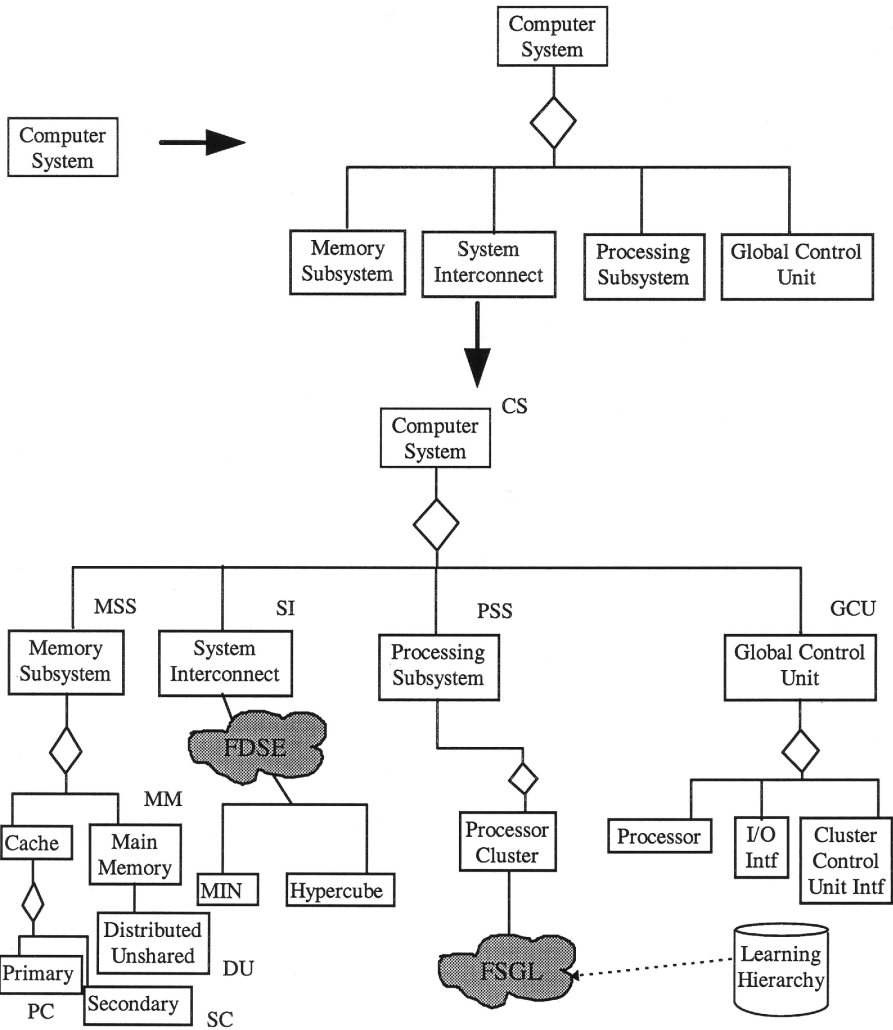 Computer
System
Computer
System
Memory
Subsystem
System
Interconnect
Processing
Subsystem
Global Control
Unit
CS
Computer
System
MSS
SI
PSS
GCU
Memory
Subsystem
System
Interconnect
Processing
Subsystem
Global Control
Unit
FDSE
MM
Cache
Main
Memory
MIN
Hypercube
Processor
Cluster
Processor
I/O
Intf
Cluster
Control
Unit Intf
Distributed
Unshared
DU
Primary
PC
Secondary
SC
FSGL
Learning
Hierarchy